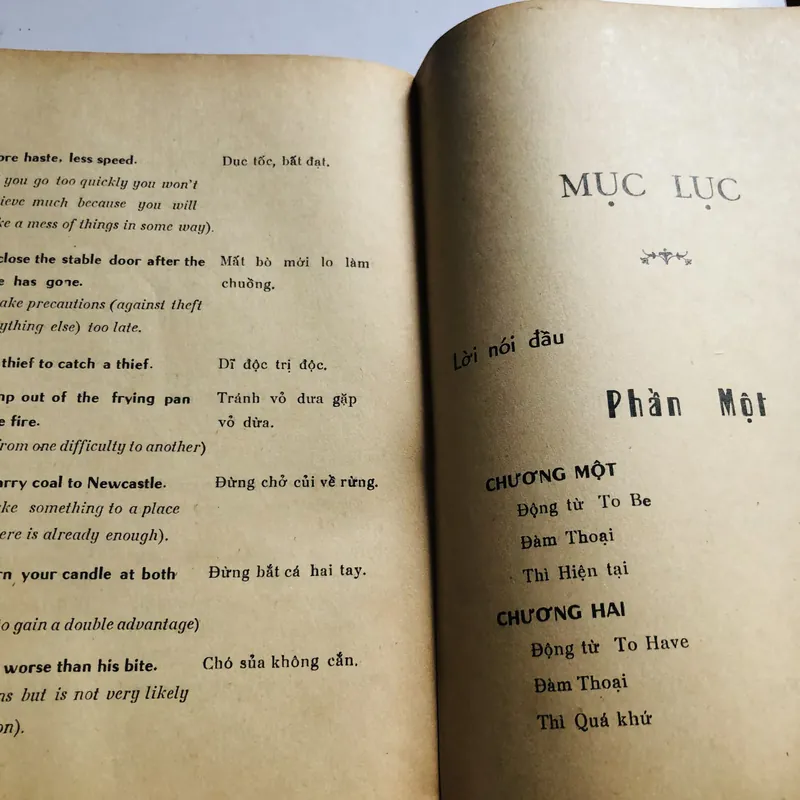 ore haste, less speed.
Duc tốc, bất đạt.
you go too quickly you won't
ieve much because you will
ke a mess of things in some way).
close the stable door after the
e has gone.
Mất bò mới lo làm
chuồng.
ake precautions (against theft
ything else) too late.
thief to catch a thief.
Dĩ độc trị độc.
np out of the frying pan
e fire.
Tránh vỏ dưa gặp
vỏ dừa.
from one difficulty to another)
arry coal to Newcastle.
Đừng chở củi về rừng.
ke something to a place
ere is already enough).
rn your candle at both
Đừng bắt cá hai tay.
o gain a double advantage)
worse than his bite.
Chó sủa không cắn.
ns but is not very likely
on).
MỤC LỤC
Lời nói đầu
Phần Một
CHƯƠNG MỘT
Động từ To Be
Đàm Thoại
Thì Hiện tại
CHƯƠNG HAI
Động từ To Have
Đàm Thoại
Thì Quá khứ